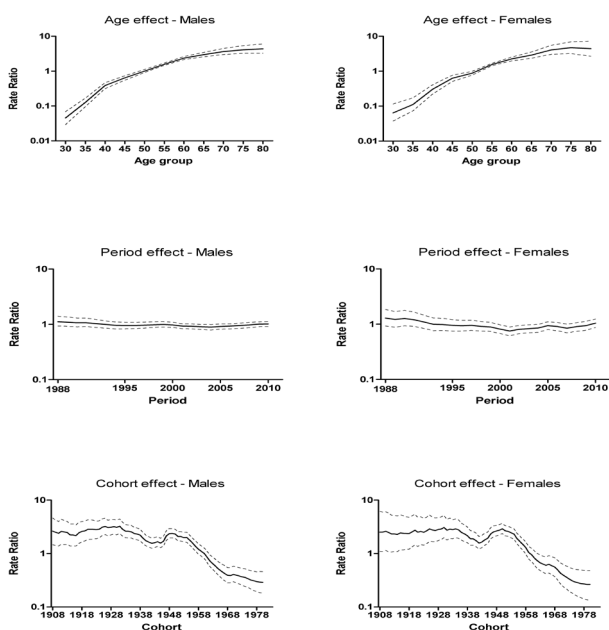 Age effect - Males
10
1
0.1
0.01
Rate Ratio
30 35 40 45 50 55 60 65 70 75 80
Age group
Age effect - Females
10
1
0.1
0.01
Rate Ratio
30 35 40 45 50 55 60 65 70 75 80
Age group
Period effect - Males
10
1
0.1
Rate Ratio
1988 1995 2000 2005 2010
Period
Period effect - Females
10
1
0.1
Rate Ratio
1988 1995 2000 2005 2010
Period
Cohort effect - Males
10
1
0.1
Rate Ratio
1908 1918 1928 1938 1948 1958 1968 1978
Cohort
Cohort effect - Females
10
1
0.1
Rate Ratio
1908 1918 1928 1938 1948 1958 1968 1978
Cohort